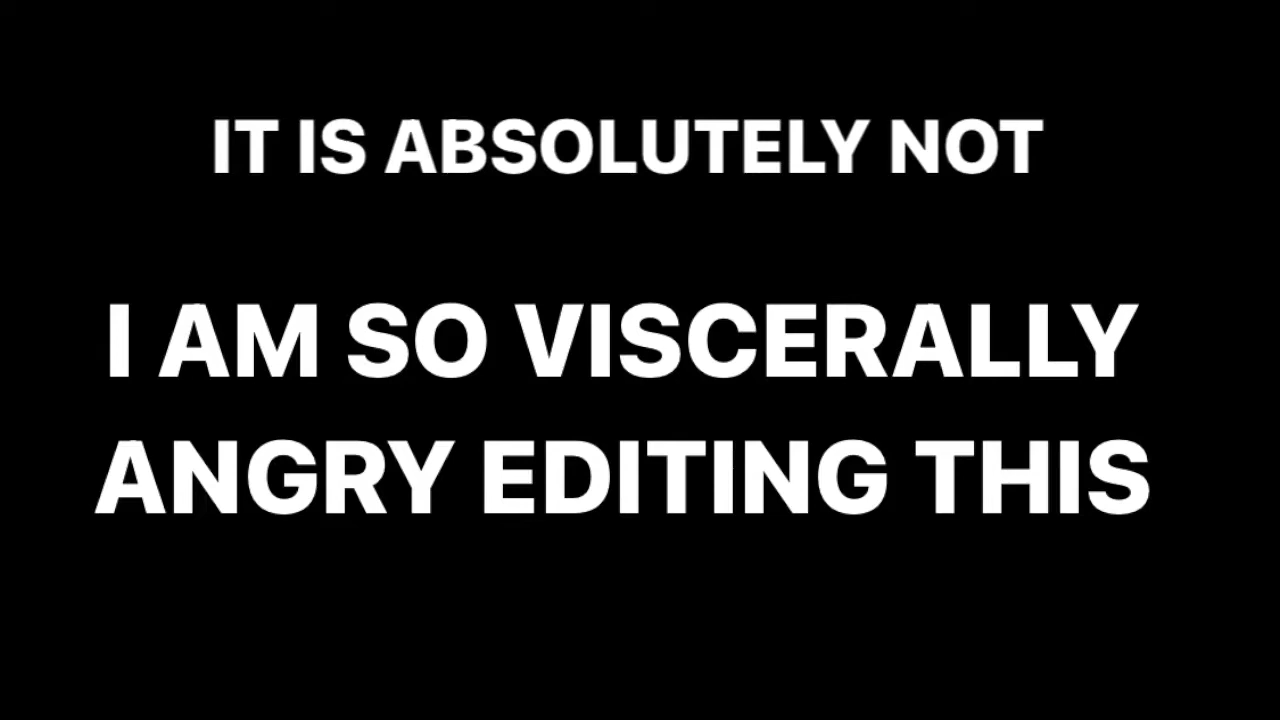 IT IS ABSOLUTELY NOT
I AM SO VISCERALLY
ANGRY EDITING THIS